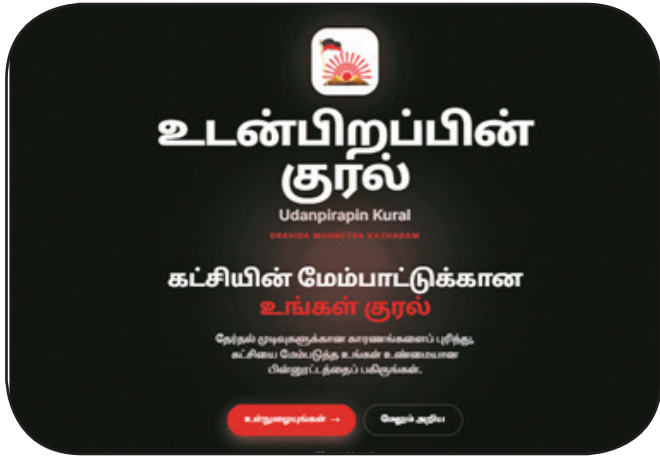 உடன்பிறப்பின்
குரல்
Udanpirapin Kural
DRAVIDA MUNNETRA KAZHAGAM
கட்சியின் மேம்பாட்டுக்கான
உங்கள் குரல்
தேர்தல் முடிவுகளுக்கான காரணங்களைப் புரிந்து,
கட்சியை மேம்படுத்த உங்கள் உண்மையான
பின்னூட்டத்தைப் பகிருங்கள்.
உள்நுழையுங்கள் → மேலும் அறிய